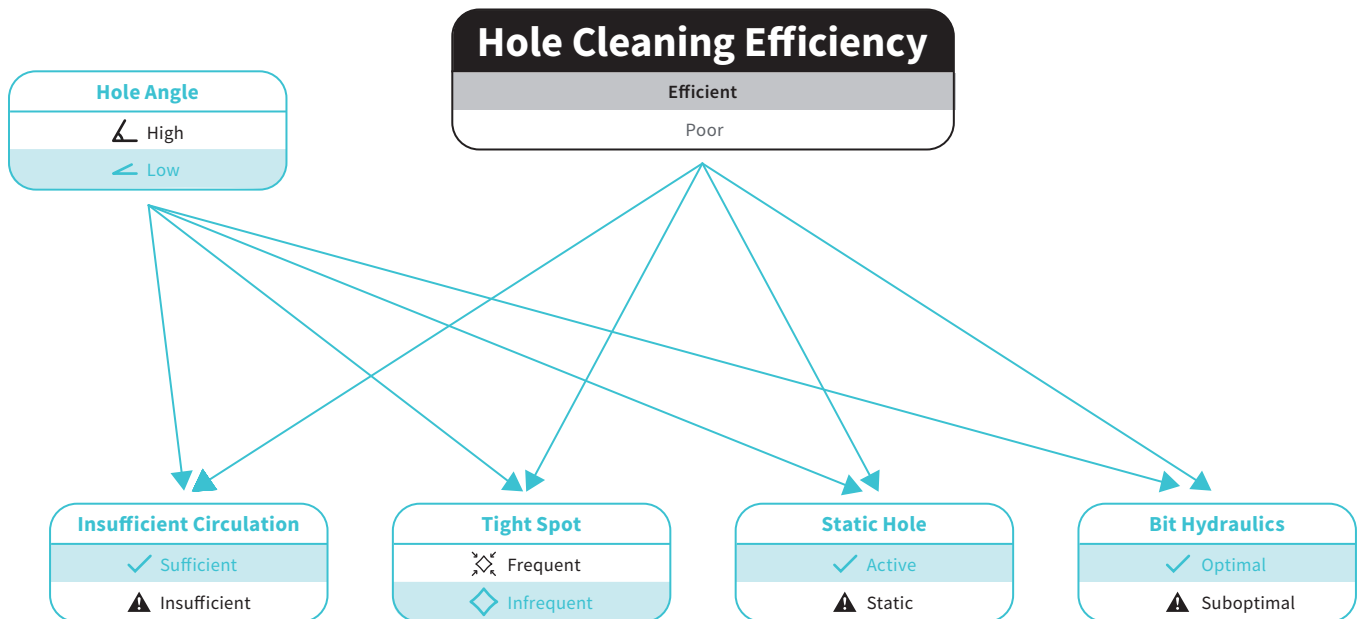 Hole Cleaning Efficiency
Efficient
Poor
Hole Angle
High
Low
Insufficient Circulation
Sufficient
Insufficient
Tight Spot
Frequent
Infrequent
Static Hole
Active
Static
Bit Hydraulics
Optimal
Suboptimal